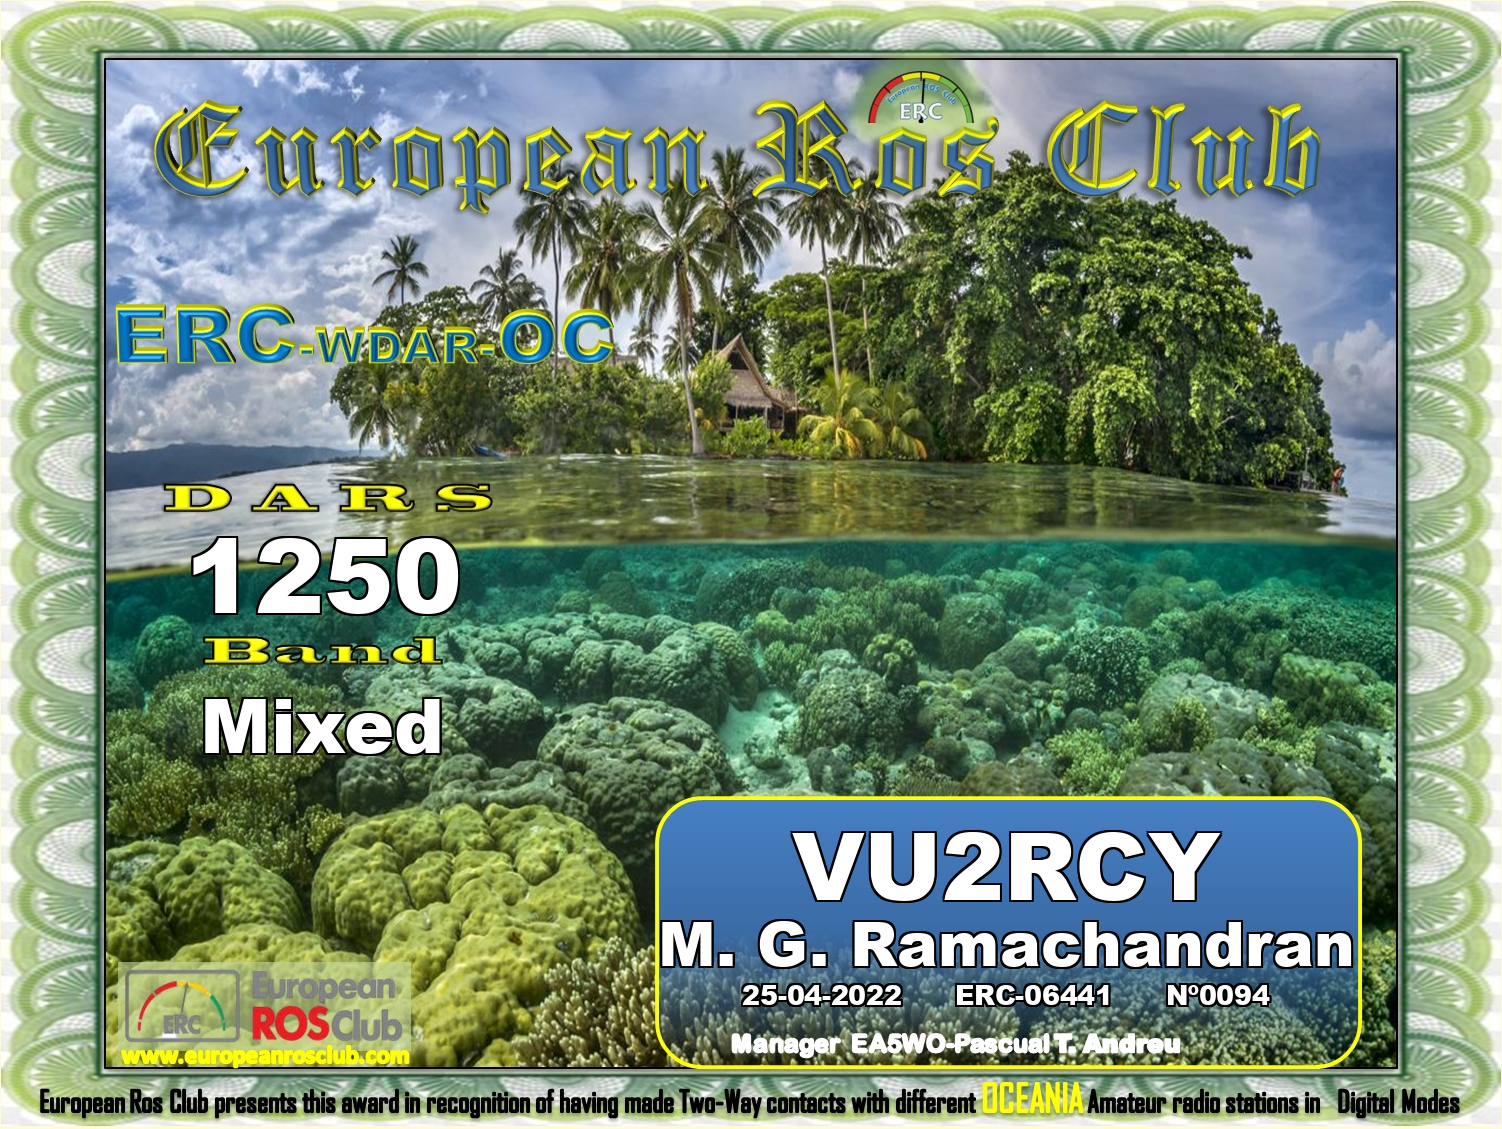 European ROS Club
ERC
European Ros Club
ERC-WDAR-OC
DARS
1250
Band
Mixed
VU2RCY
M. G. Ramachandran
25-04-2022 ERC-06441 Nº0094
Manager EA5WO-Pascual T. Andreu
ERC
European
ROSClub
www.europeanrosclub.com
European Ros Club presents this award in recognition of having made Two-Way contacts with different OCEANIA Amateur radio stations in Digital Modes